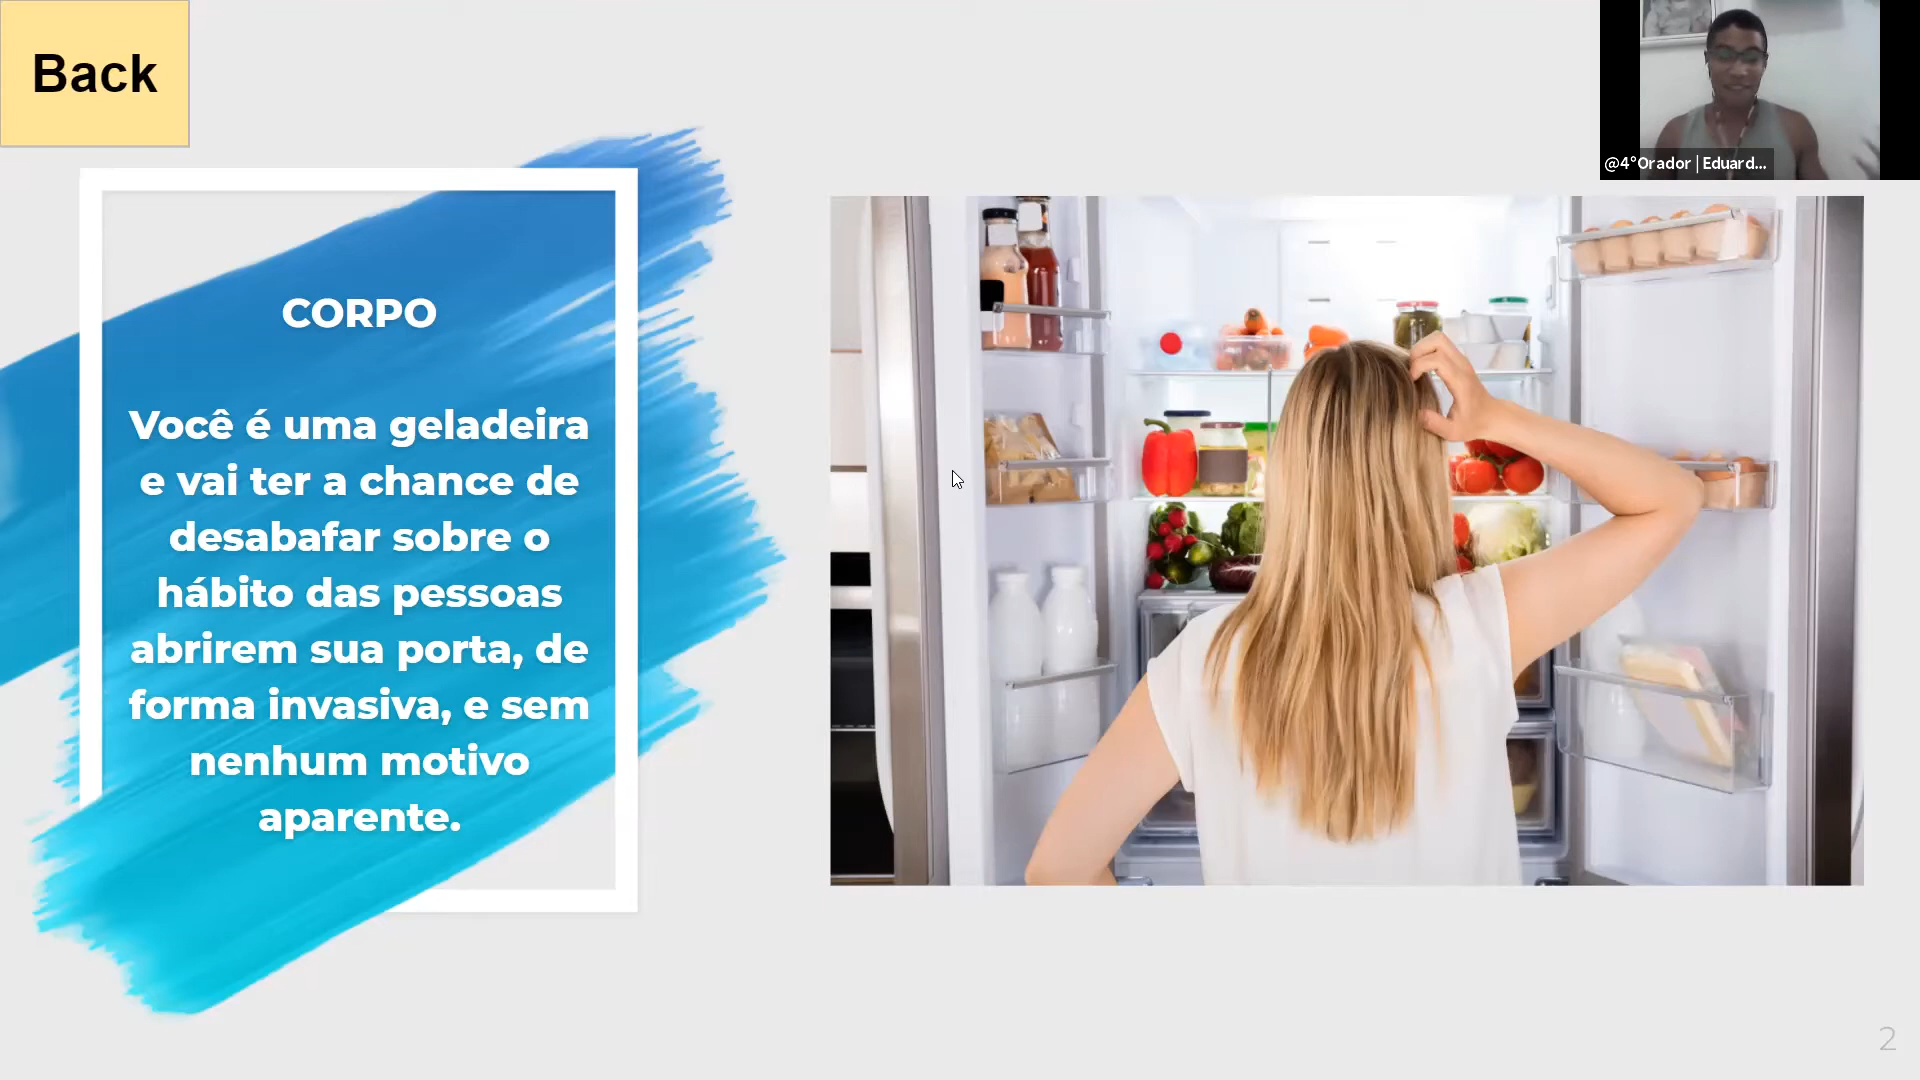 Back
@4°Orador | Eduard...
CORPO
Você é uma geladeira
e vai ter a chance de
desabafar sobre o
hábito das pessoas
abrirem sua porta, de
forma invasiva, e sem
nenhum motivo
aparente.
2